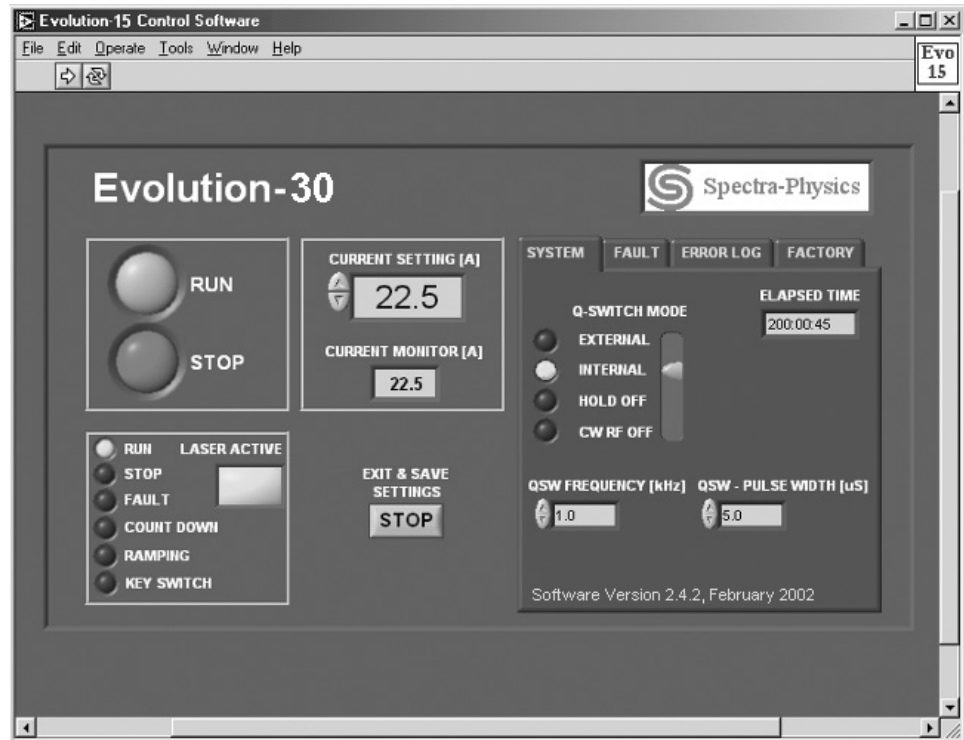 Evolution-15 Control Software
File Edit Operate Tools Window Help
Evo
15
Evolution-30
Spectra-Physics
RUN
STOP
CURRENT SETTING [A]
22.5
CURRENT MONITOR [A]
22.5
SYSTEM FAULT ERROR LOG FACTORY
Q-SWITCH MODE
EXTERNAL
INTERNAL
HOLD OFF
CW RF OFF
ELAPSED TIME
200:00:45
RUN LASER ACTIVE
STOP
FAULT
COUNT DOWN
RAMPING
KEY SWITCH
EXIT & SAVE
SETTINGS
STOP
QSW FREQUENCY [kHz] QSW - PULSE WIDTH [uS]
1.0 5.0
Software Version 2.4.2, February 2002